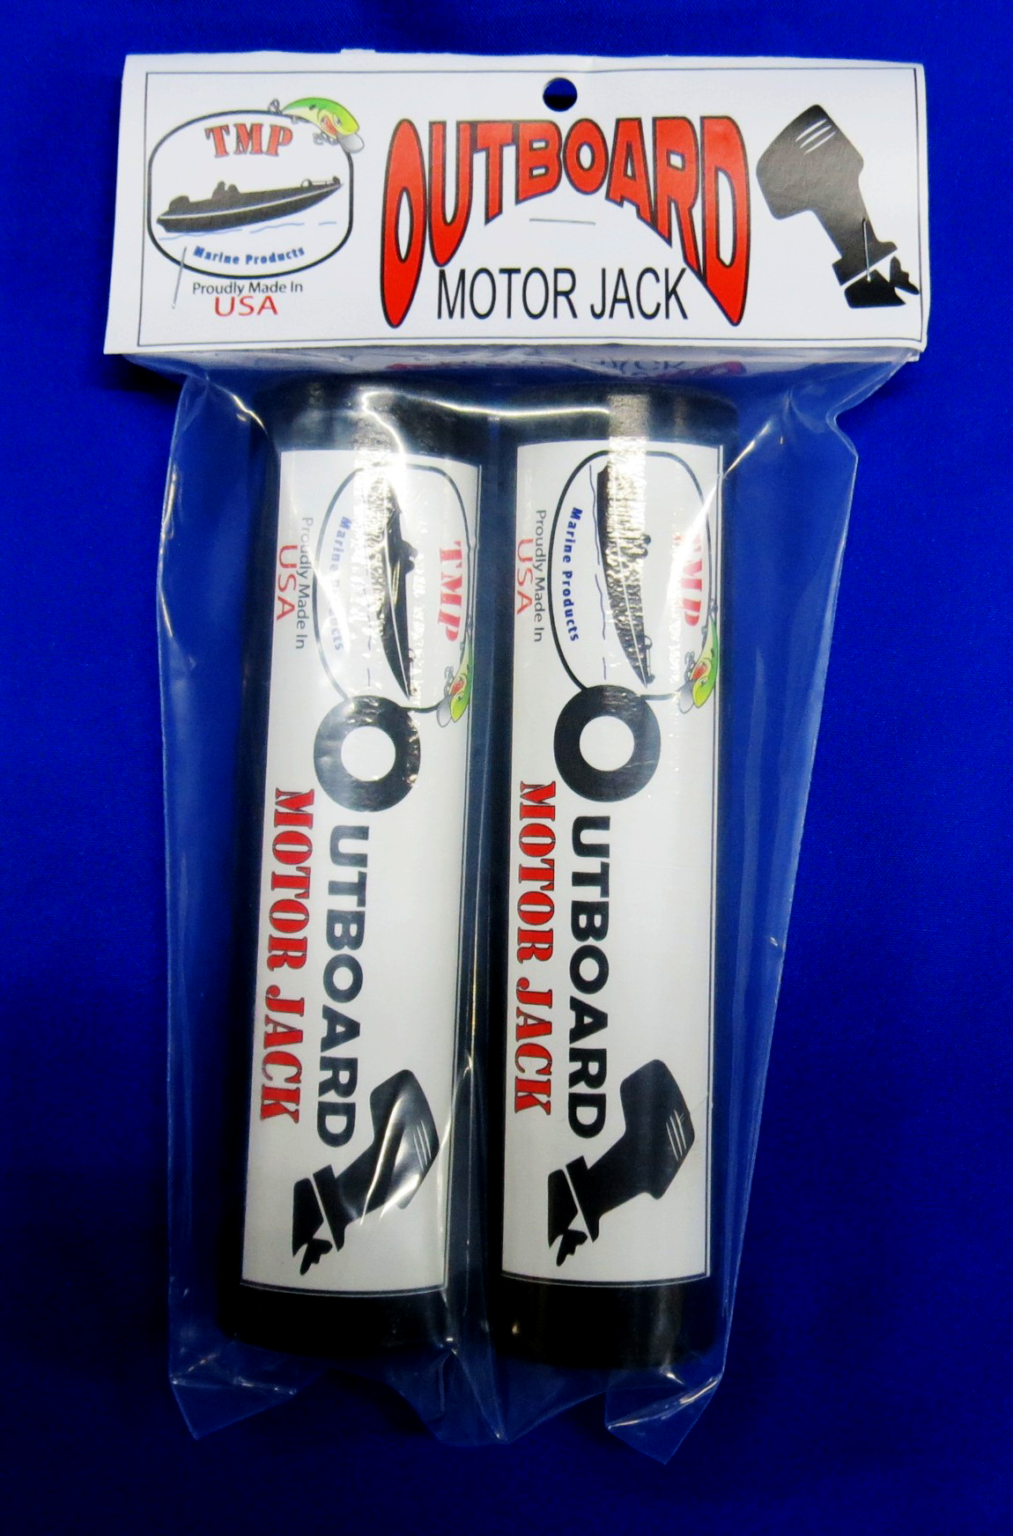 TMP
Marine Products
Proudly Made In
USA
OUTBOARD
MOTOR JACK
TMP
Marine Products
Proudly Made In
USA
OUTBOARD
MOTOR JACK
TMP
Marine Products
Proudly Made In
USA
OUTBOARD
MOTOR JACK